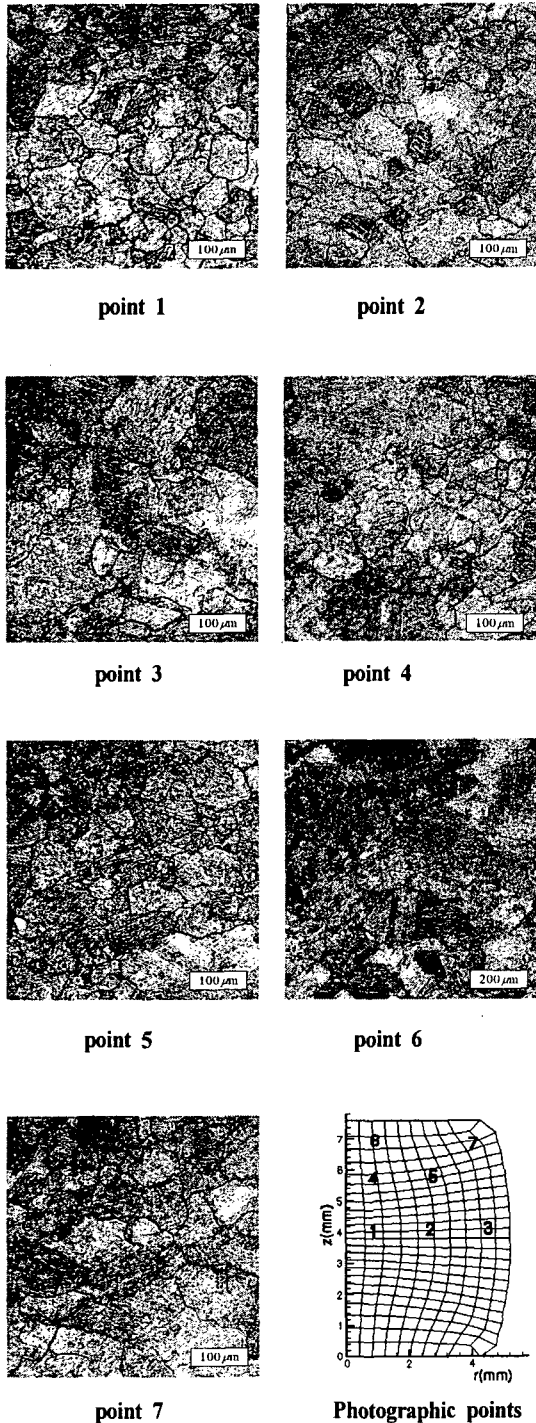 100 μm
100 μm
point 1
point 2
100 μm
100 μm
point 3
point 4
100 μm
200 μm
point 5
point 6
100 μm
7
6
5
4
3
2
1
0
z(mm)
6
7
4
5
1
2
3
0
2
4
r(mm)
point 7
Photographic points